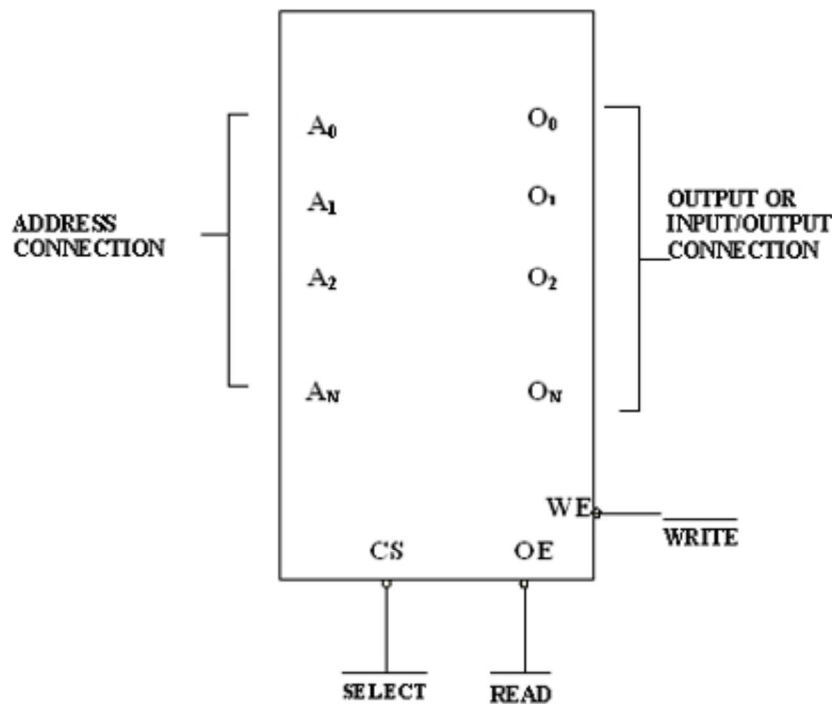 A0
O0
A1
O1
ADDRESS
CONNECTION
OUTPUT OR
INPUT/OUTPUT
CONNECTION
A2
O2
AN
ON
WE
WRITE
CS
OE
SELECT
READ